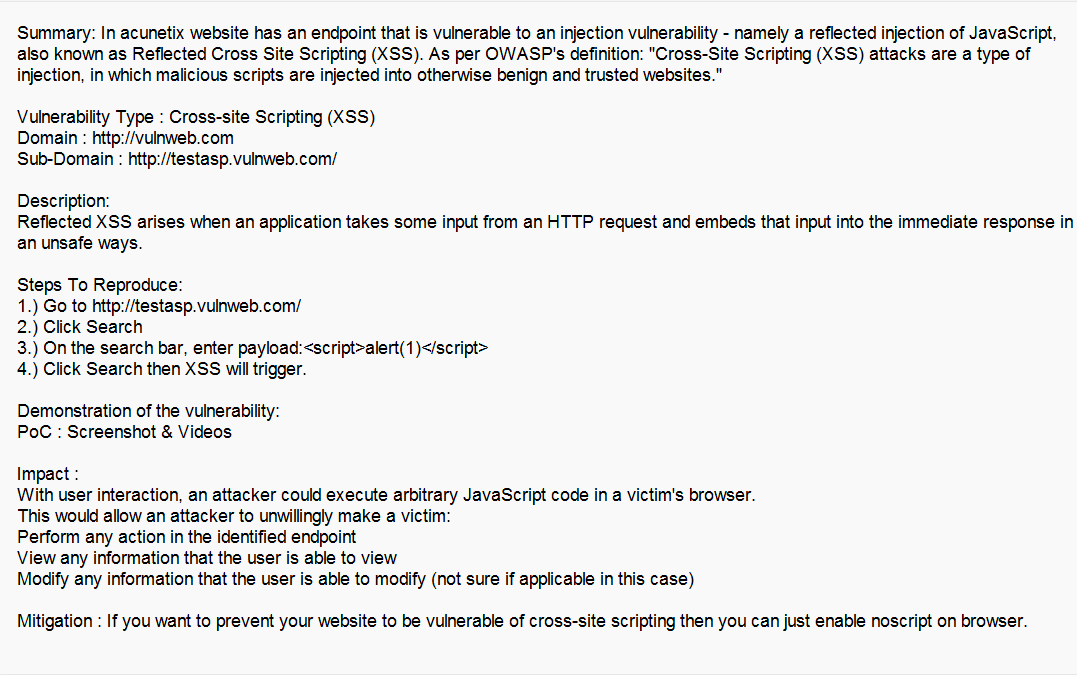 Summary: In acunetix website has an endpoint that is vulnerable to an injection vulnerability - namely a reflected injection of JavaScript,
also known as Reflected Cross Site Scripting (XSS). As per OWASP's definition: "Cross-Site Scripting (XSS) attacks are a type of
injection, in which malicious scripts are injected into otherwise benign and trusted websites."
Vulnerability Type : Cross-site Scripting (XSS)
Domain : http://vulnweb.com
Sub-Domain : http://testasp.vulnweb.com/
Description:
Reflected XSS arises when an application takes some input from an HTTP request and embeds that input into the immediate response in
an unsafe ways.
Steps To Reproduce:
1.) Go to http://testasp.vulnweb.com/
2.) Click Search
3.) On the search bar, enter payload:<script>alert(1)</script>
4.) Click Search then XSS will trigger.
Demonstration of the vulnerability:
PoC : Screenshot & Videos
Impact :
With user interaction, an attacker could execute arbitrary JavaScript code in a victim's browser.
This would allow an attacker to unwillingly make a victim:
Perform any action in the identified endpoint
View any information that the user is able to view
Modify any information that the user is able to modify (not sure if applicable in this case)
Mitigation : If you want to prevent your website to be vulnerable of cross-site scripting then you can just enable noscript on browser.